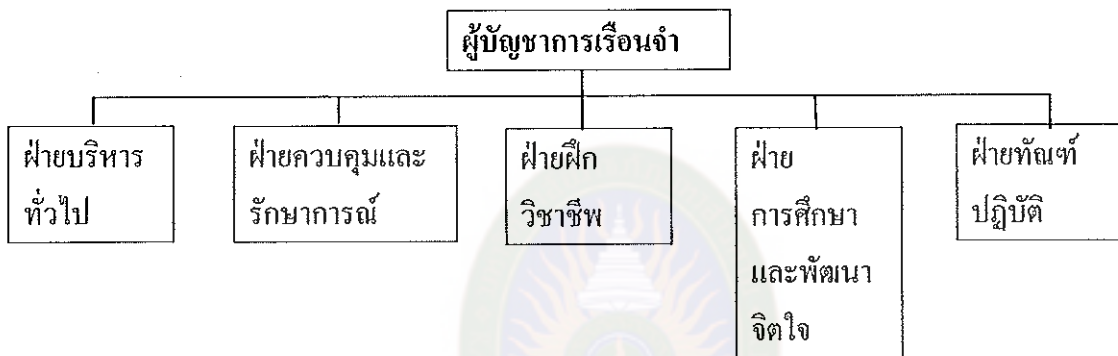 ผู้บัญชาการเรือนจำ
ฝ่ายบริหาร
ทั่วไป
ฝ่ายควบคุมและ
รักษาการณ์
ฝ่ายฝึก
วิชาชีพ
ฝ่าย
การศึกษา
และพัฒนา
จิตใจ
ฝ่ายทัณฑ์
ปฏิบัติ